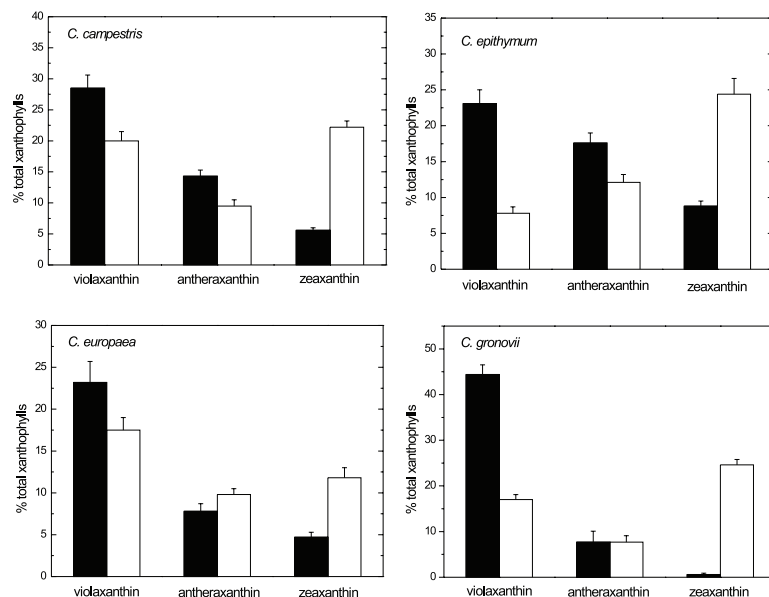 C. campestris
% total xanthophylls
40
35
30
25
20
15
10
5
0
violaxanthin antheraxanthin zeaxanthin
C. epithymum
% total xanthophylls
35
30
25
20
15
10
5
0
violaxanthin antheraxanthin zeaxanthin
C. europaea
% total xanthophylls
30
25
20
15
10
5
0
violaxanthin antheraxanthin zeaxanthin
C. gronovii
% total xanthophylls
50
40
30
20
10
0
violaxanthin antheraxanthin zeaxanthin